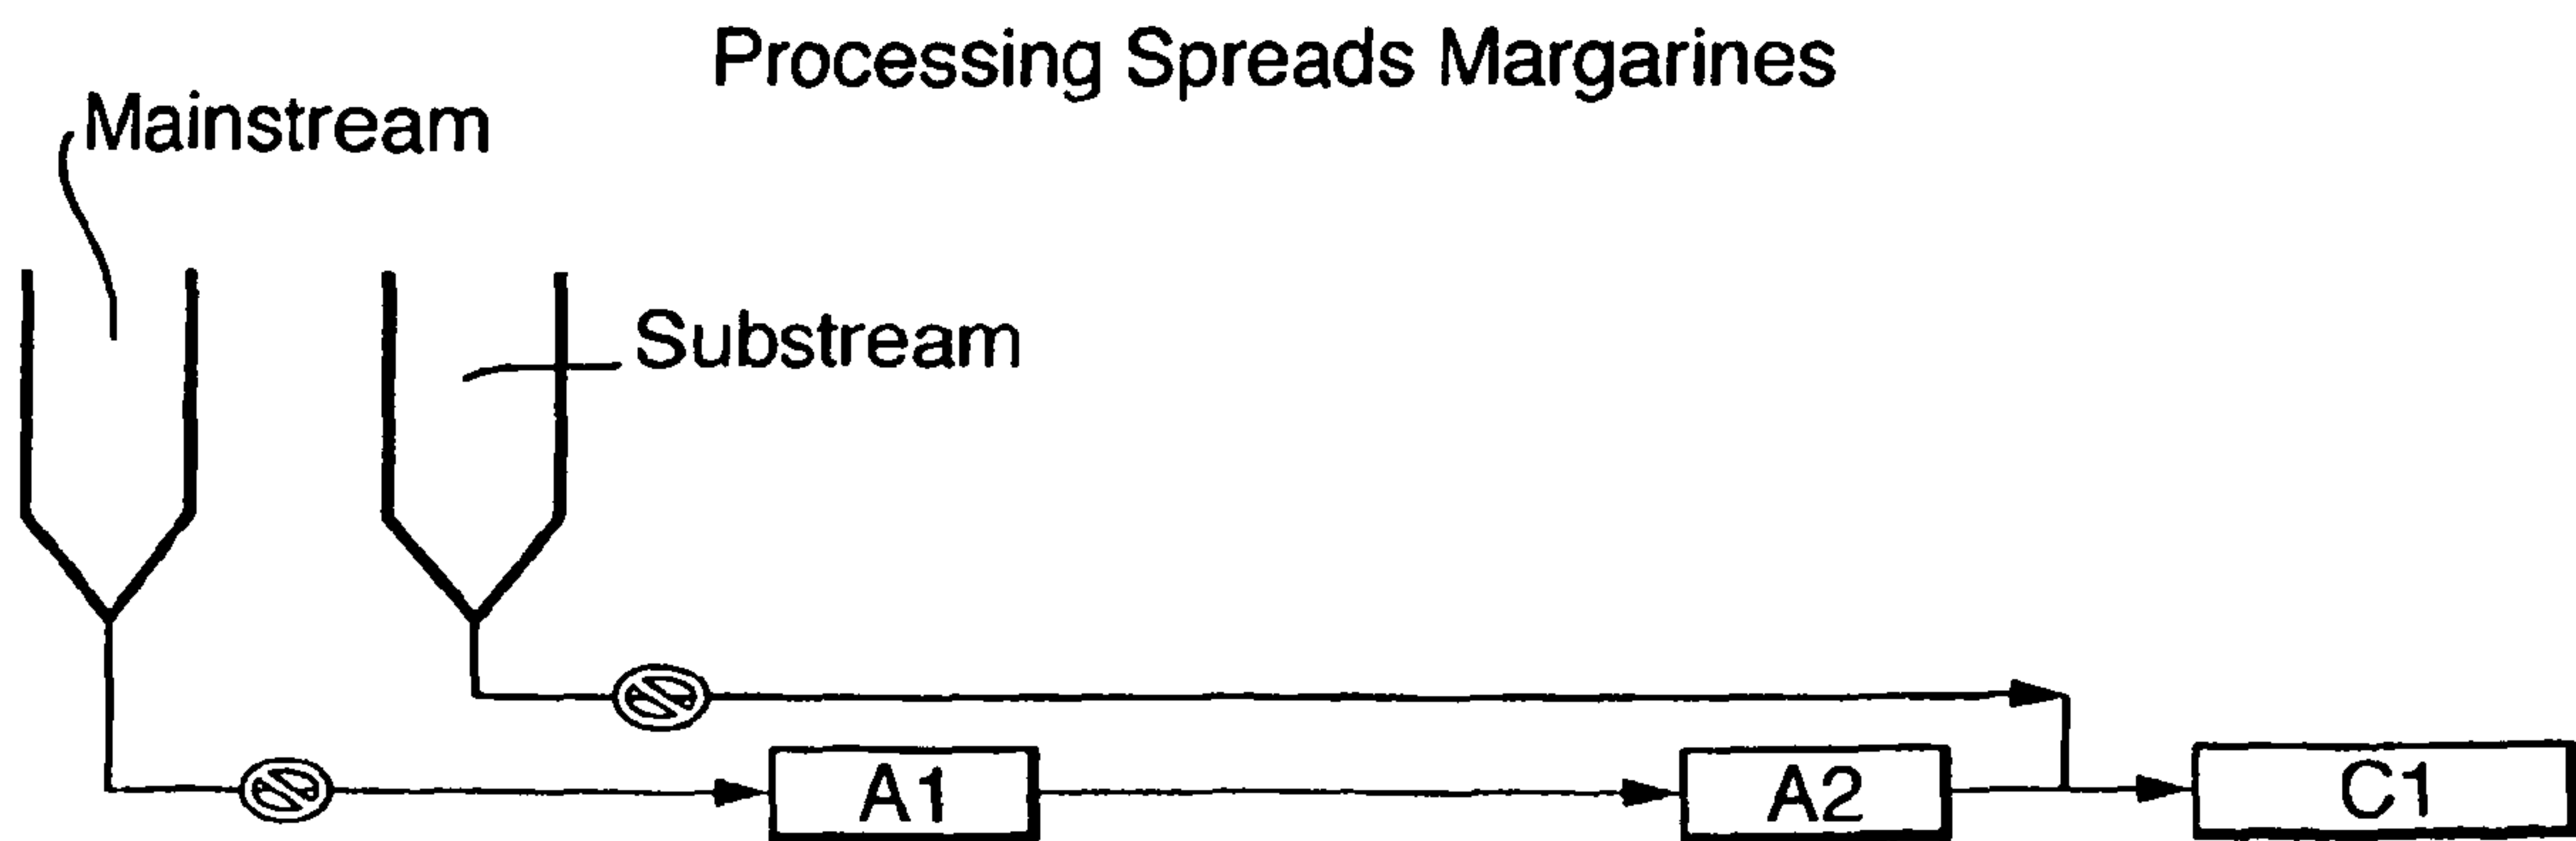 Processing Spreads Margarines
Mainstream
Substream
A1
A2
C1